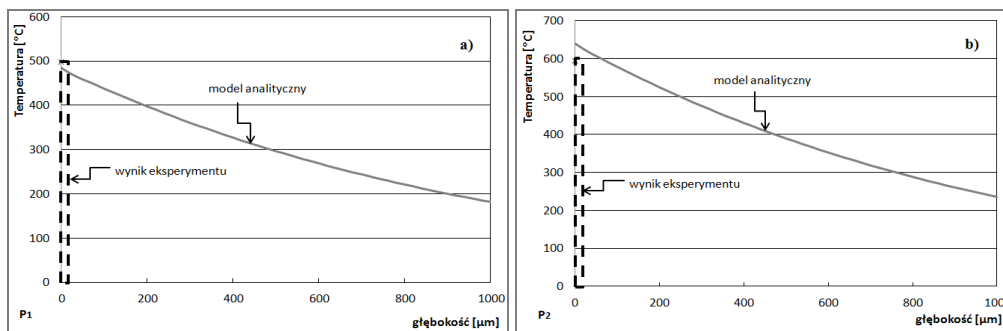 Temperatura [°C]
600
500
400
300
200
100
0
a)
model analityczny
wynik eksperymentu
0 200 400 600 800 1000
P1 głębokość [µm]
Temperatura [°C]
700
600
500
400
300
200
100
0
b)
model analityczny
wynik eksperymentu
0 200 400 600 800 1000
P2 głębokość [µm]